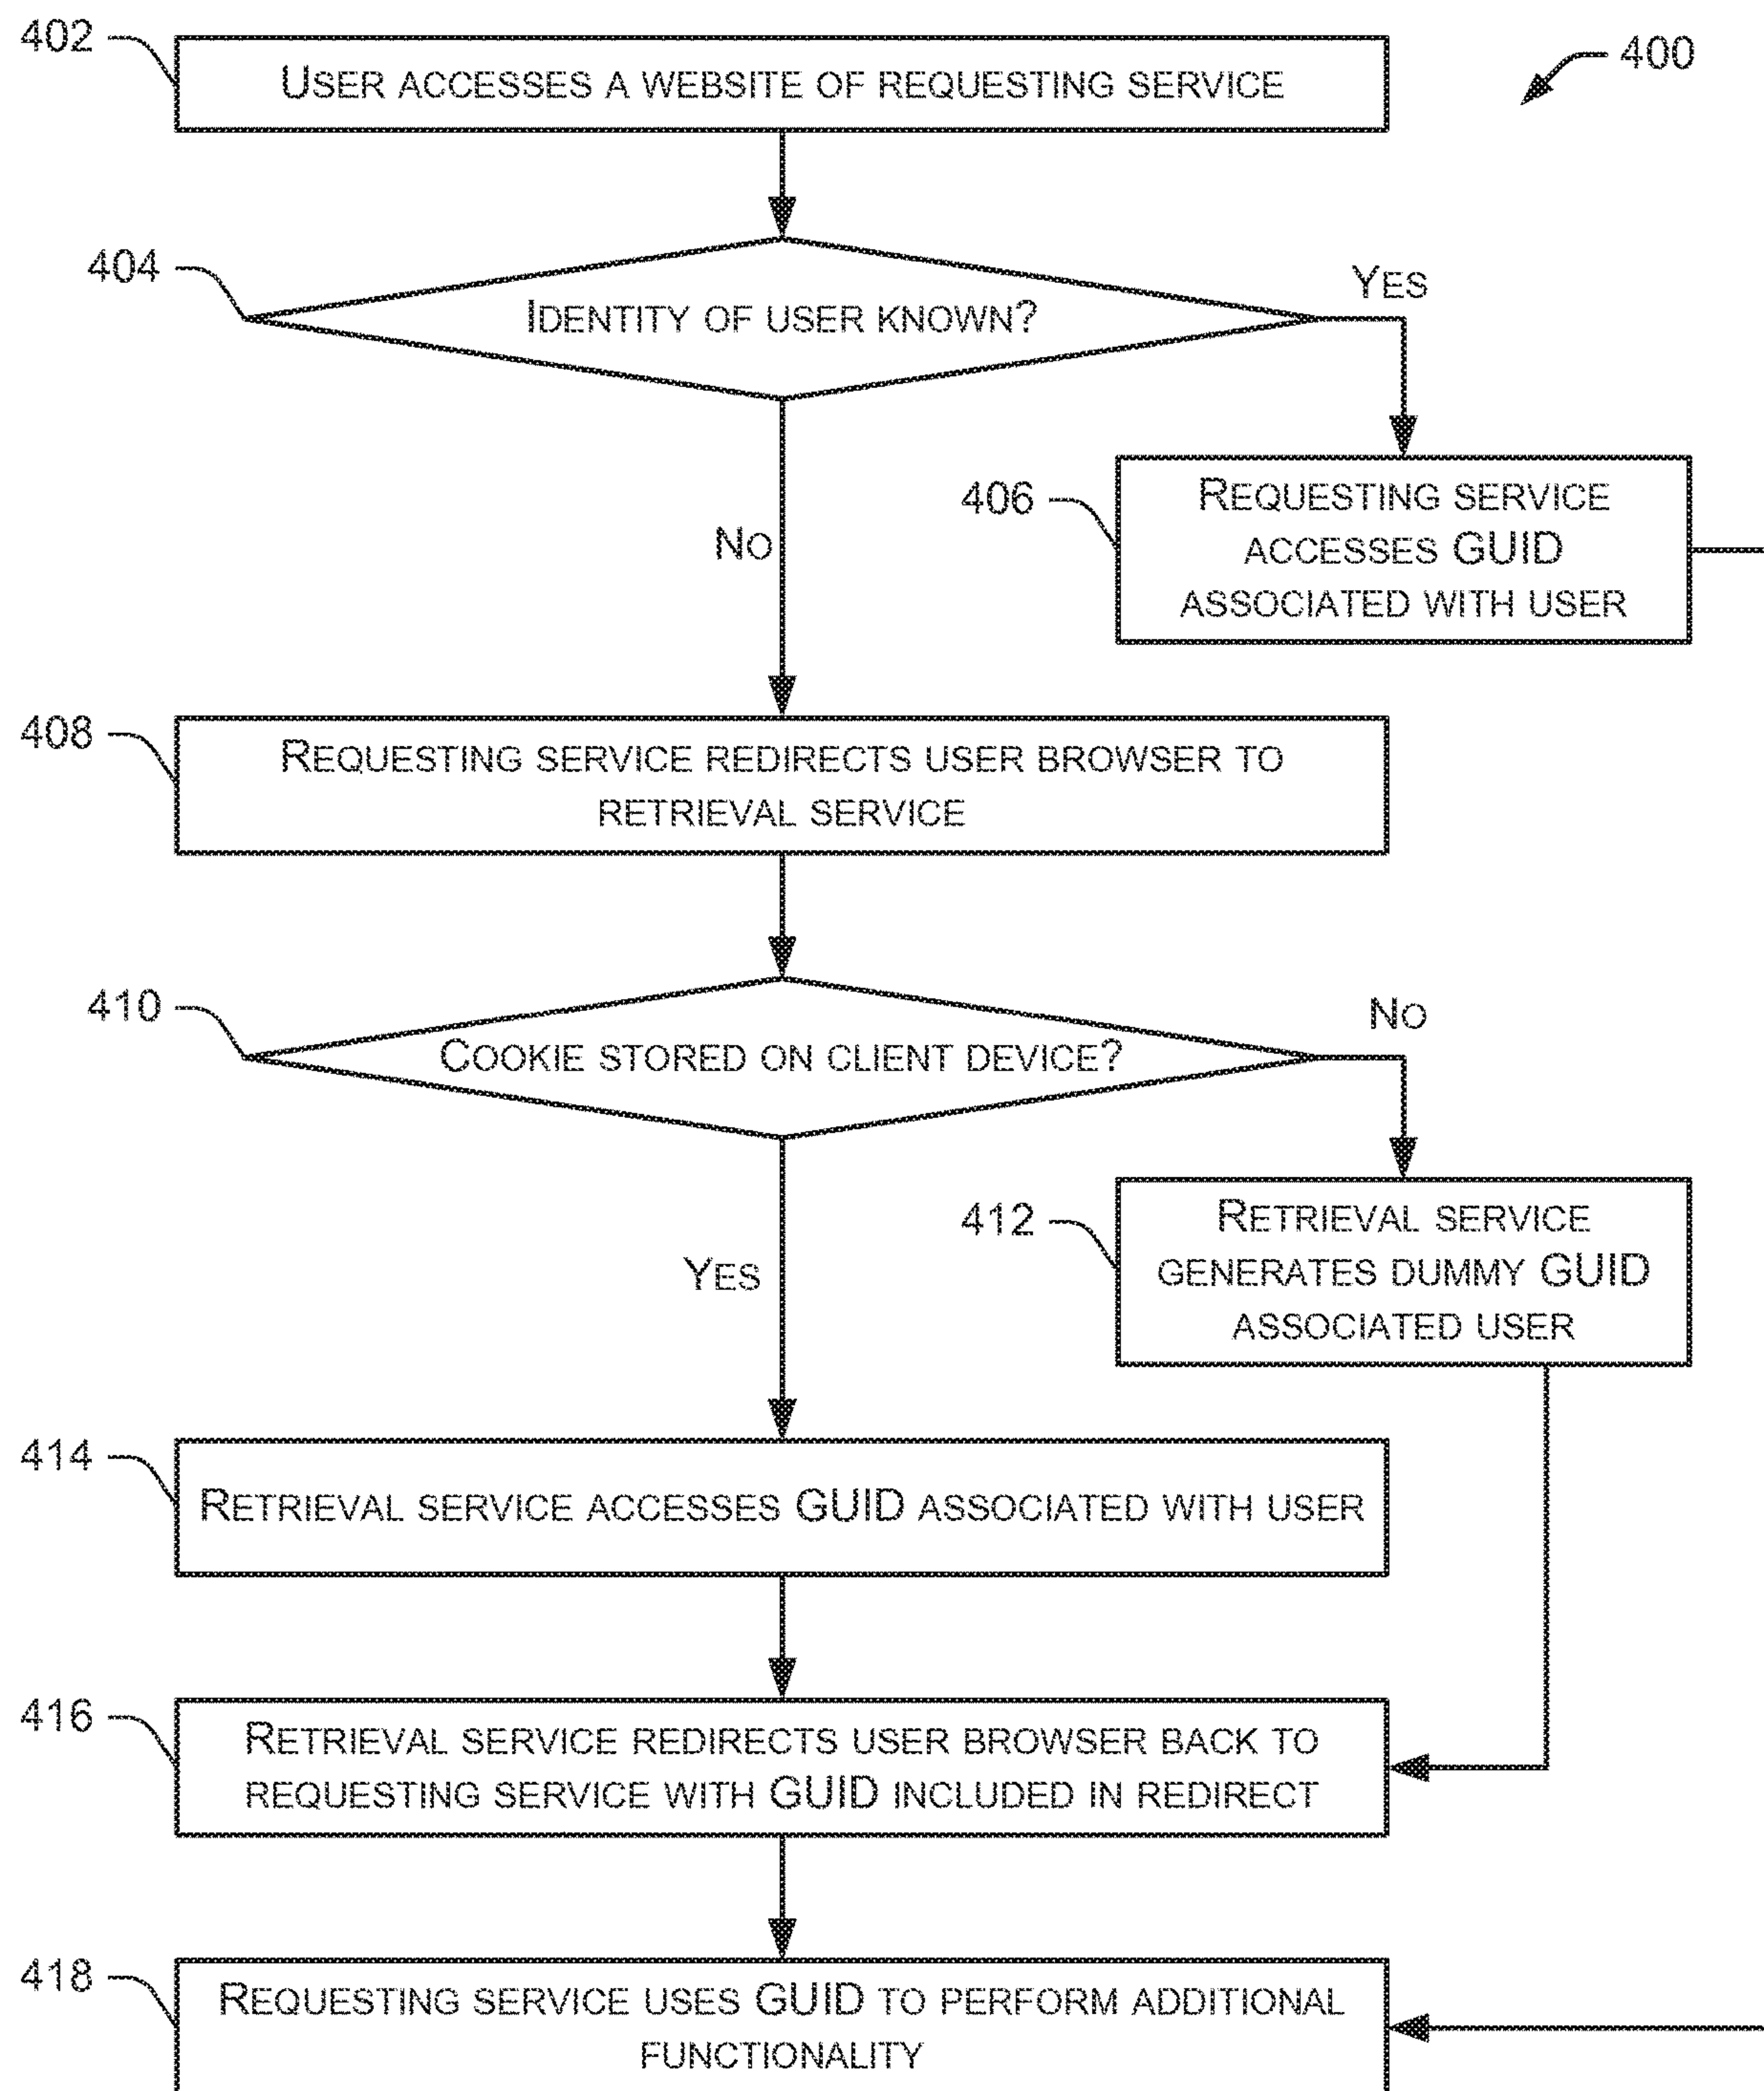 402
USER ACCESSES A WEBSITE OF REQUESTING SERVICE
400
404
IDENTITY OF USER KNOWN?
YES
NO
406
REQUESTING SERVICE
ACCESSES GUID
ASSOCIATED WITH USER
408
REQUESTING SERVICE REDIRECTS USER BROWSER TO
RETRIEVAL SERVICE
410
COOKIE STORED ON CLIENT DEVICE?
NO
YES
412
RETRIEVAL SERVICE
GENERATES DUMMY GUID
ASSOCIATED USER
414
RETRIEVAL SERVICE ACCESSES GUID ASSOCIATED WITH USER
416
RETRIEVAL SERVICE REDIRECTS USER BROWSER BACK TO
REQUESTING SERVICE WITH GUID INCLUDED IN REDIRECT
418
REQUESTING SERVICE USES GUID TO PERFORM ADDITIONAL
FUNCTIONALITY